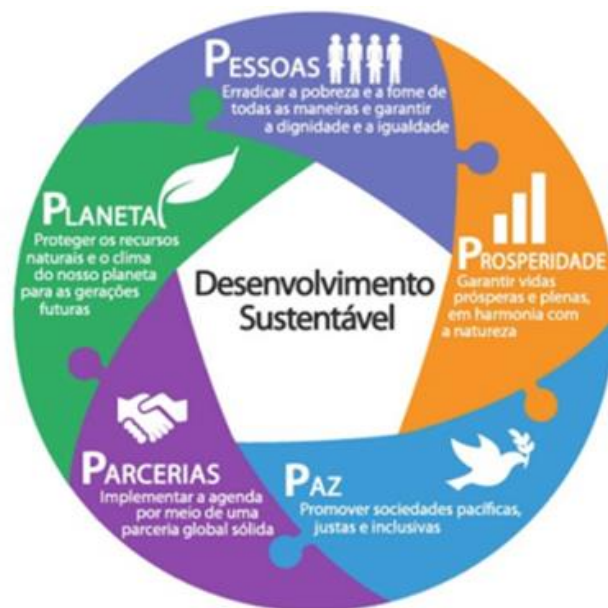 PESSOAS
Erradicar a pobreza e a fome de
todas as maneiras e garantir
a dignidade e a igualdade
PROSPERIDADE
Garantir vidas
prósperas e plenas,
em harmonia com
a natureza
PAZ
Promover sociedades pacíficas,
justas e inclusivas
PARCERIAS
Implementar a agenda
por meio de uma
parceria global sólida
PLANETA
Proteger os recursos
naturais e o clima
do nosso planeta
para as gerações
futuras
Desenvolvimento
Sustentável